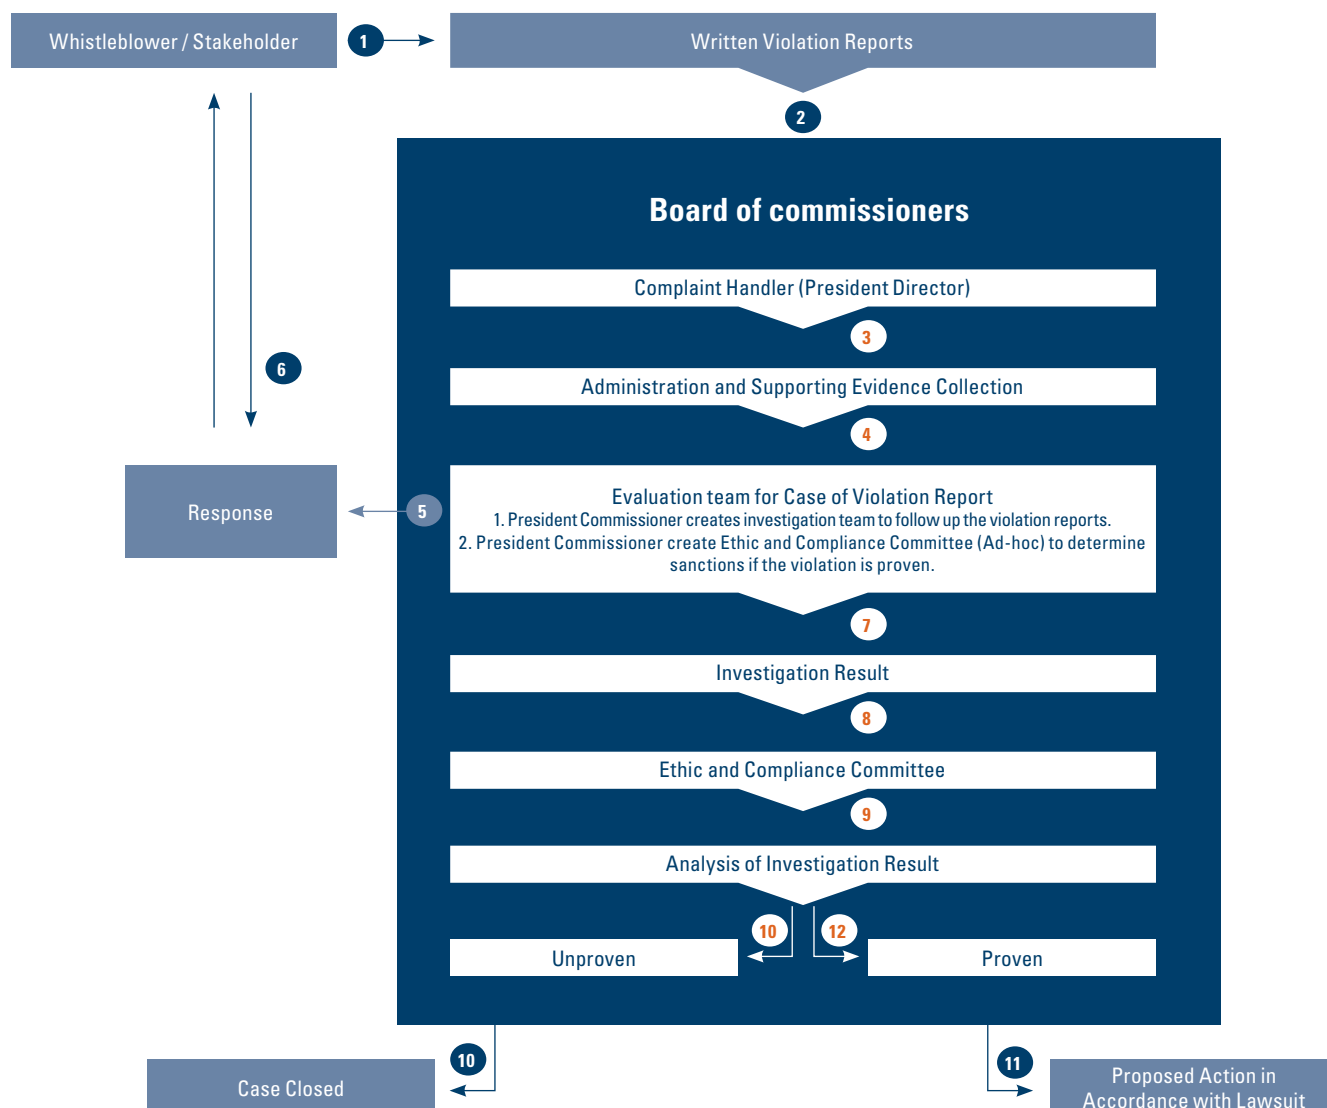 Whistleblower / Stakeholder
1
Written Violation Reports
2
Board of commissioners
Complaint Handler (President Director)
3
Administration and Supporting Evidence Collection
4
6
Response
5
Evaluation team for Case of Violation Report
1. President Commissioner creates investigation team to follow up the violation reports.
2. President Commissioner create Ethic and Compliance Committee (Ad-hoc) to determine
sanctions if the violation is proven.
7
Investigation Result
8
Ethic and Compliance Committee
9
Analysis of Investigation Result
10
12
Unproven
Proven
10
11
Case Closed
Proposed Action in
Accordance with Lawsuit